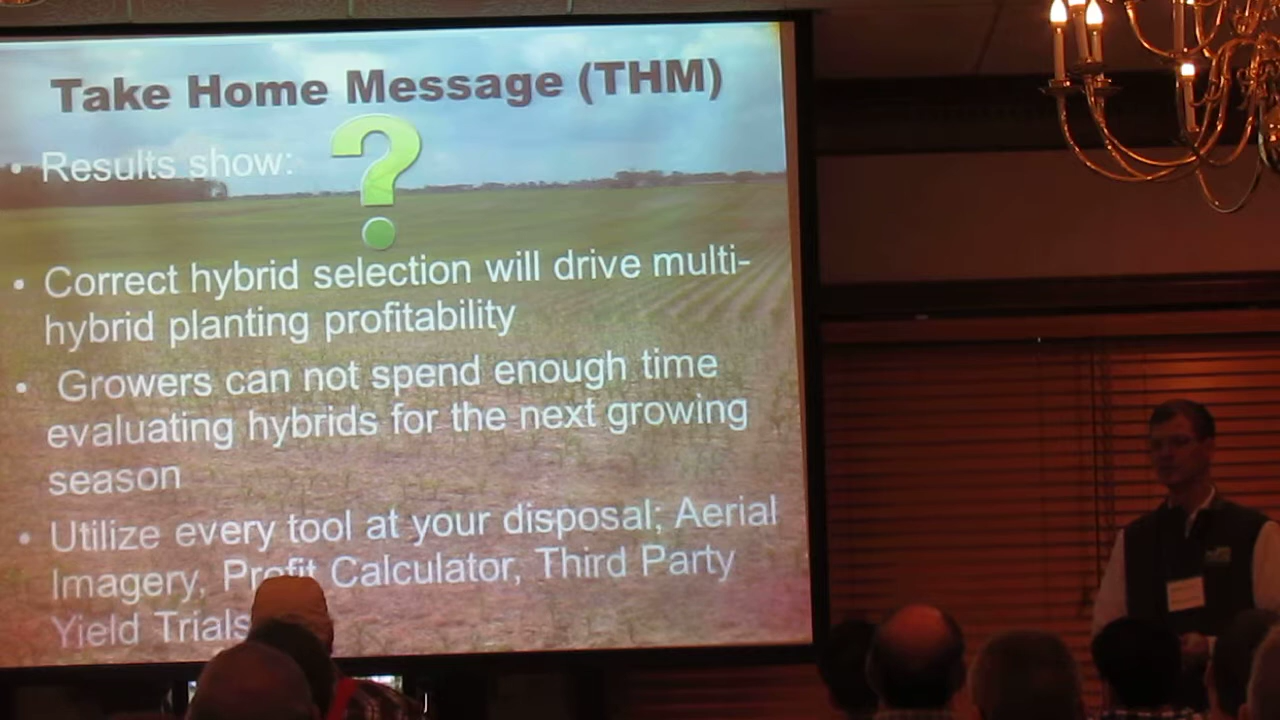 Take Home Message (THM)
• Results show:
?
• Correct hybrid selection will drive multi-
hybrid planting profitability
• Growers can not spend enough time
evaluating hybrids for the next growing
season
• Utilize every tool at your disposal; Aerial
Imagery, Profit Calculator, Third Party
Yield Trials